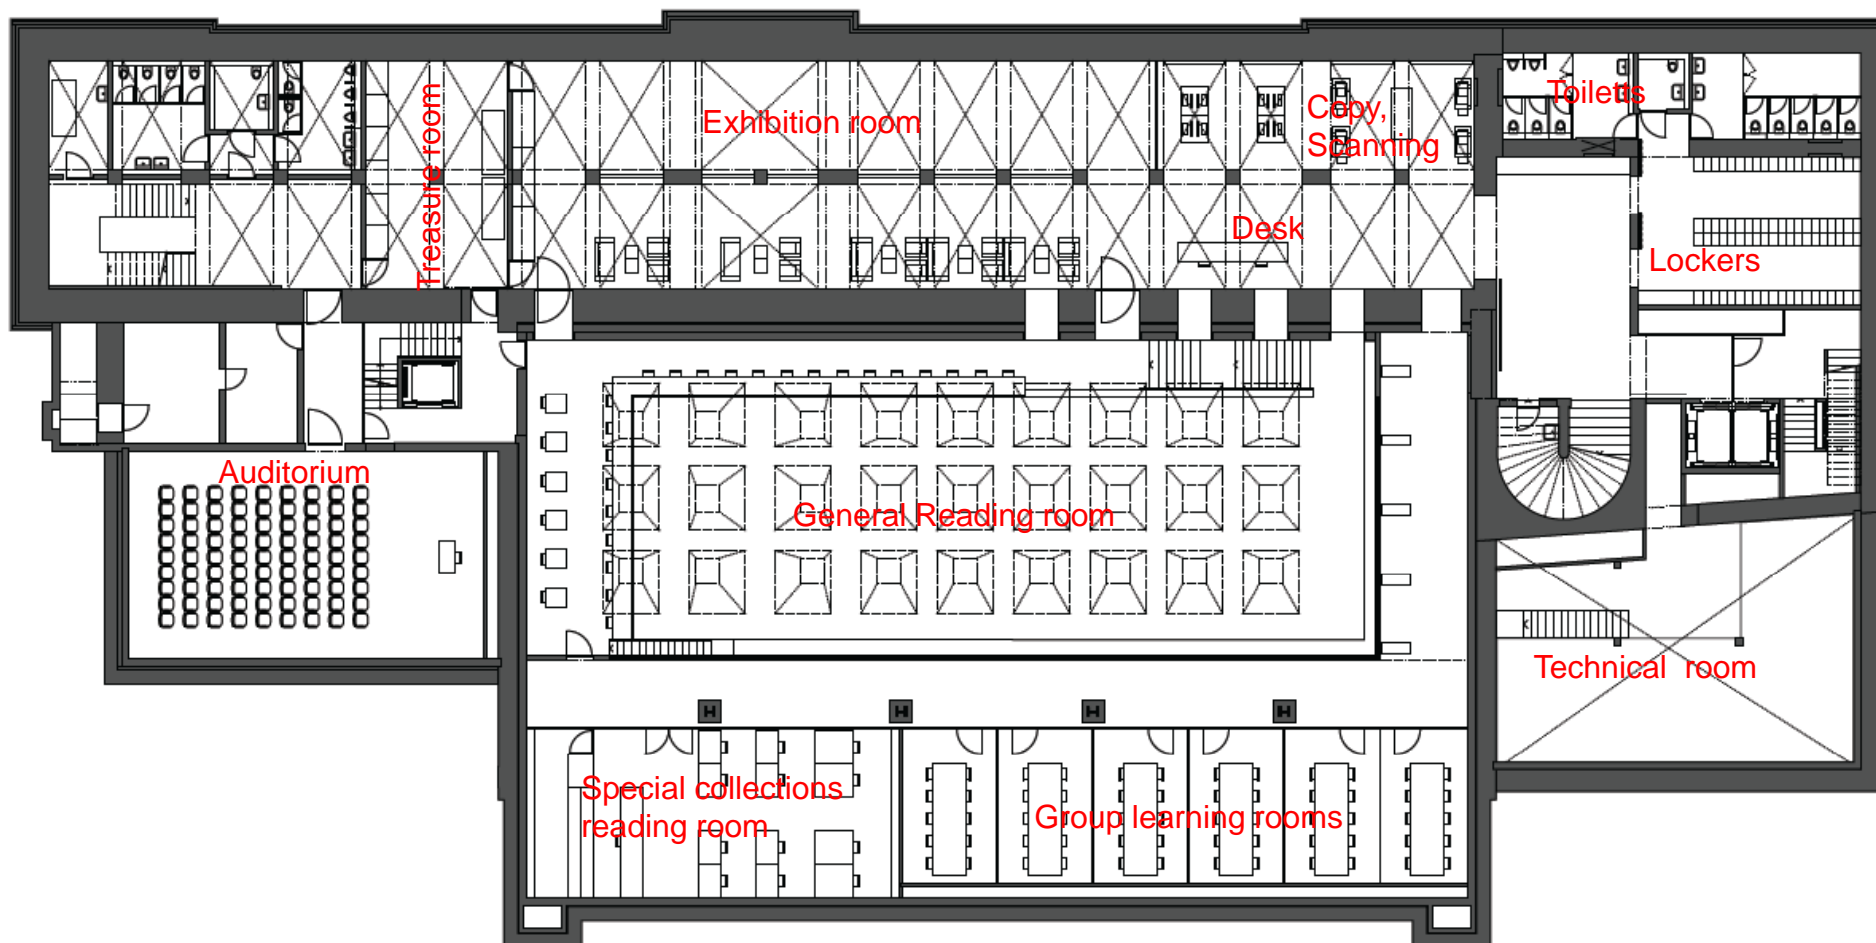 Toiletts
Exhibition room
Copy,
Scanning
Treasure room
Desk
Lockers
Auditorium
General Reading room
Technical room
Special collections
reading room
Group learning rooms